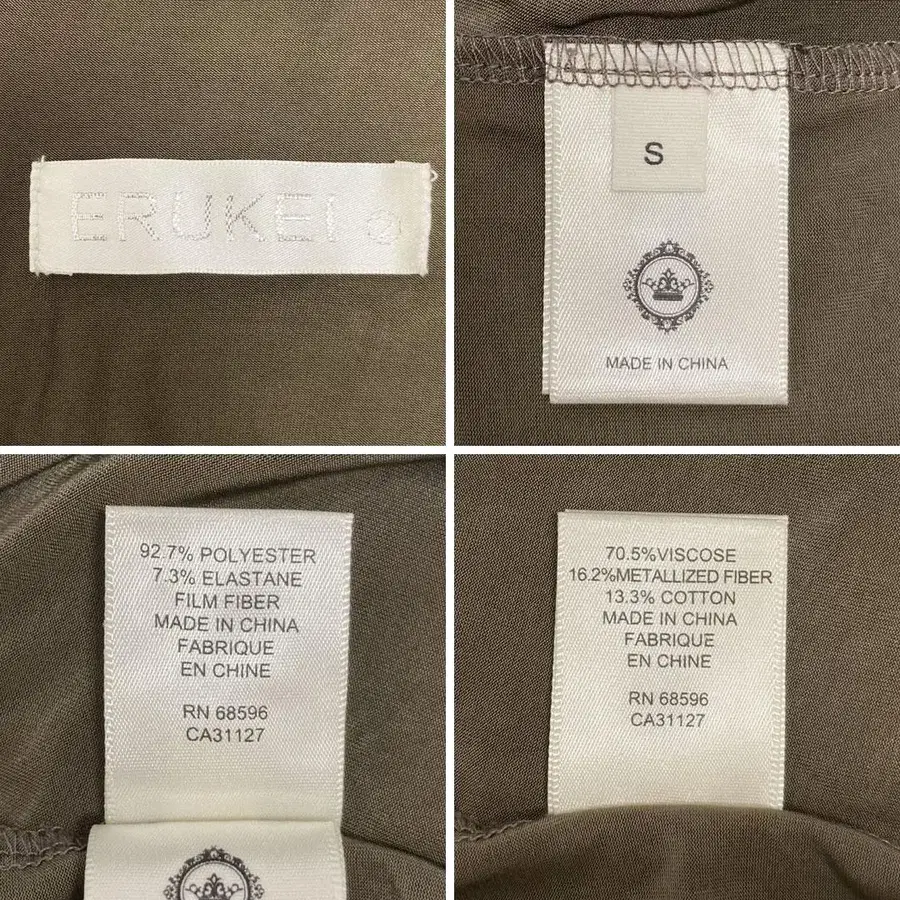 ERUKEI
S
MADE IN CHINA
92.7% POLYESTER
7.3% ELASTANE
FILM FIBER
MADE IN CHINA
FABRIQUE
EN CHINE
RN 68596
CA31127
70.5%VISCOSE
16.2%METALLIZED FIBER
13.3% COTTON
MADE IN CHINA
FABRIQUE
EN CHINE
RN 68596
CA31127